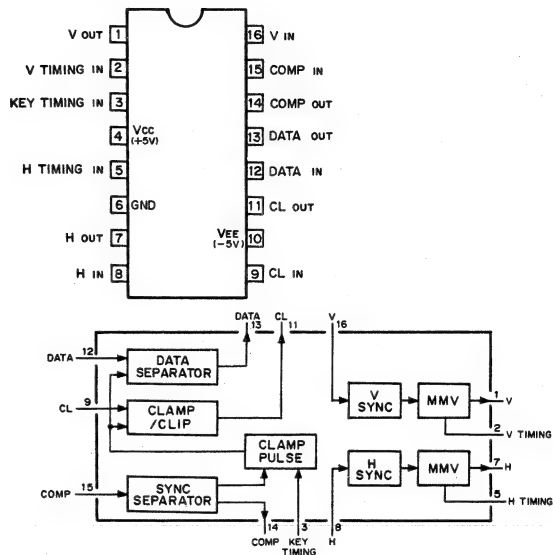 V OUT 1 16 V IN
V TIMING IN 2 15 COMP IN
KEY TIMING IN 3 14 COMP OUT
4 VCC (+5V) 13 DATA OUT
H TIMING IN 5 12 DATA IN
6 GND 11 CL OUT
H OUT 7 VEE (-5V) 10
H IN 8 9 CL IN
DATA CL V
13 11 16
DATA 12
DATA SEPARATOR
CL 9
CLAMP /CLIP
V SYNC
MMV
1 V
2
V TIMING
CLAMP PULSE
H SYNC
MMV
7 H
5
H TIMING
COMP 15
SYNC SEPARATOR
14 3 8
COMP KEY TIMING H